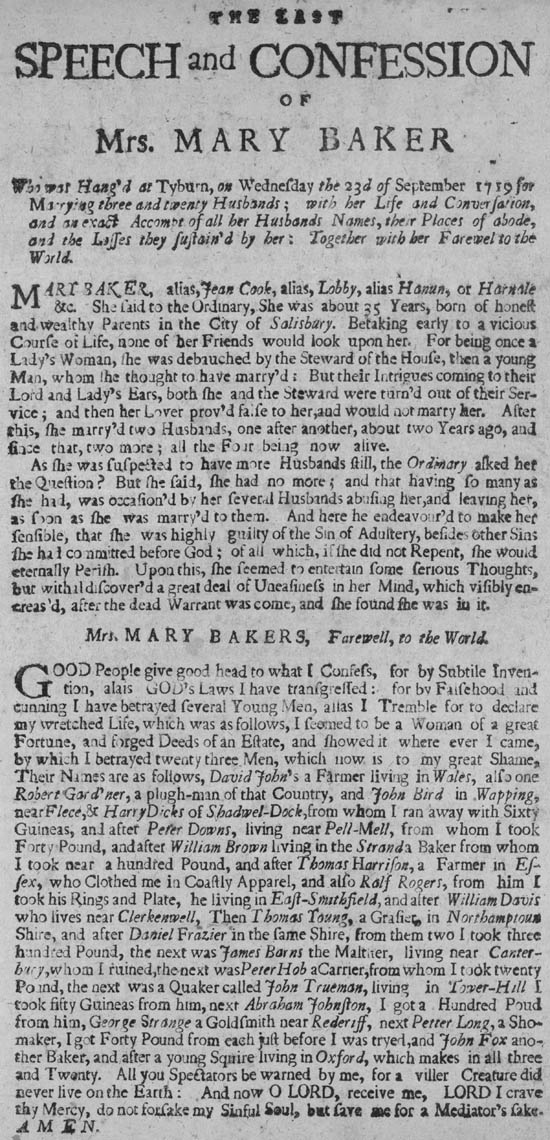 THE LAST
SPEECH and CONFESSION
OF
Mrs. MARY BAKER
Who was Hang'd at Tyburn, on Wednesday the 23d of September 1719 for
Marrying three and twenty Husbands; with her Life and Conversation,
and an exact Accompt of all her Husbands Names, their Places of abode,
and the Losses they sustain'd by her: Together with her Farewel to the
World.
MARY BAKER, alias, Jean Cook, alias, Lobby, alias Hanun, or
&c. She said to the Ordinary, She was about 35 Years, born of honest
and wealthy Parents in the City of Salisbury. Betaking early to a vicious
Course of Life, none of her Friends would look upon her. For being once a
Lady's Woman, she was debauched by the Steward of the House, then a young
Man, whom she thought to have marry'd: But their Intrigues coming to their
Lord and Lady's Ears, both she and the Steward were turn'd out of their Ser-
vice; and then her Lover prov'd false to her, and would not marry her. After
this, she marry'd two Husbands, one after another, about two Years ago, and
since that, two more; all the Four being now alive.
As she was suspected to have more Husbands still, the Ordinary asked her
the Question? But she said, she had no more; and that having so many as
she had, was occasion'd by her several Husbands abusing her, and leaving her,
as soon as she was marry'd to them. And here he endeavour'd to make her
sensible, that she was highly guilty of the Sin of Adultery, besides other Sins
she had committed before God; of all which, if she did not Repent, she would
eternally Perish. Upon this, she seemed to entertain some serious Thoughts,
but withal discover'd a great deal of Uneasiness in her Mind, which visibly en-
creas'd, after the dead Warrant was come, and she found she was in it.
Mrs. MARY BAKERS, Farewell, to the World.
GOOD People give good head to what I Confess, for by Subtile Inven-
tion, alais GOD's Laws I have transgressed: for by Falsehood and
cunning I have betrayed several Young Men, alias I Tremble for to declare
my wretched Life, which was as follows, I seemed to be a Woman of a great
Fortune, and forged Deeds of an Estate, and showed it where ever I came,
by which I betrayed twenty three Men, which now is to my great Shame,
Their Names are as follows, David John's a Farmer living in Wales, also one
Robert Gard'ner, a plugh-man of that Country, and John Bird in Wapping,
near Flece, & Harry Dicks of Shadwel-Dock, from whom I ran away with Sixty
Guineas, and after Peter Downs, living near Pell-Mell, from whom I took
Forty Pound, and after William Brown living in the Strand a Baker from whom
I took near a hundred Pound, and after Thomas Harrison, a Farmer in Es-
sex, who Clothed me in Coastly Apparel, and also Ralf Rogers, from him I
took his Rings and Plate, he living in East-Smithfield, and after William Davis
who lives near Clerkenwell, Then Thomas Young, a Grasier, in Northamptoun
Shire, and after Daniel Frazier in the same Shire, from them two I took three
hundred Pound, the next was James Barns the Maltner, living near Canter-
bury, whom I ruined, the next was Peter Hob a Carrier, from whom I took twenty
Pound, the next was a Quaker called John Trueman, living in Tower-Hill I
took fifty Guineas from him, next Abraham Johnston, I got a Hundred Poud
from him, George Strange a Goldsmith near Rederiff, next Petter Long, a Sho-
maker, I got Forty Pound from each just before I was tryed, and John Fox ano-
ther Baker, and after a young Squire living in Oxford, which makes in all three
and Twenty. All you Spectators be warned by me, for a viller Creature did
never live on the Earth: And now O LORD, receive me, LORD I crave
thy Mercy, do not forsake my Sinful Soul, but save me for a Mediator's sake.
AMEN.